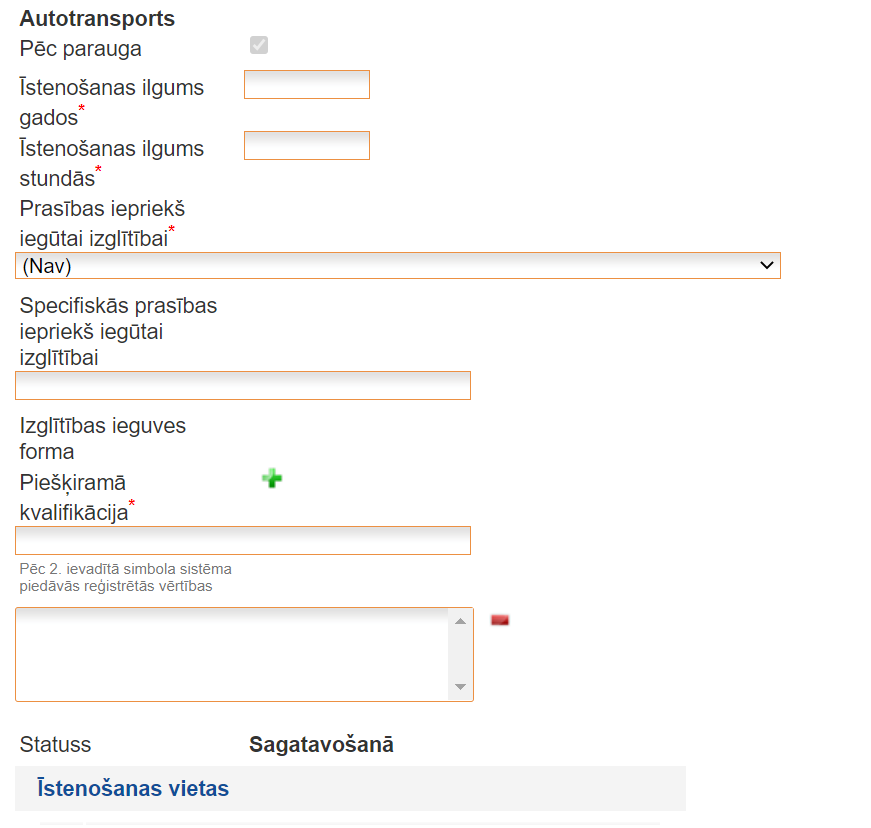 Autotransports
Pēc parauga
Īstenošanas ilgums
gados*
Īstenošanas ilgums
stundās*
Prasības iepriekš
iegūtai izglītībai*
(Nav)
Specifiskās prasības
iepriekš iegūtai
izglītībai
Izglītības ieguves
forma
Piešķiramā
kvalifikācija*
Pēc 2. ievadītā simbola sistēma
piedāvās reģistrētās vērtības
Statuss Sagatavošanā
Īstenošanas vietas